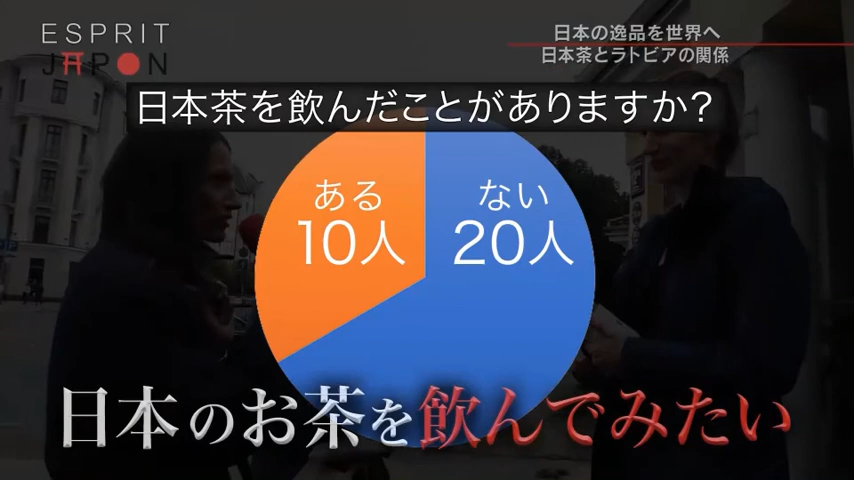 ESPRIT
JAPON
日本の逸品を世界へ
日本茶とラトビアの関係
日本茶を飲んだことがありますか？
ある
10人
ない
20人
日本のお茶を飲んでみたい